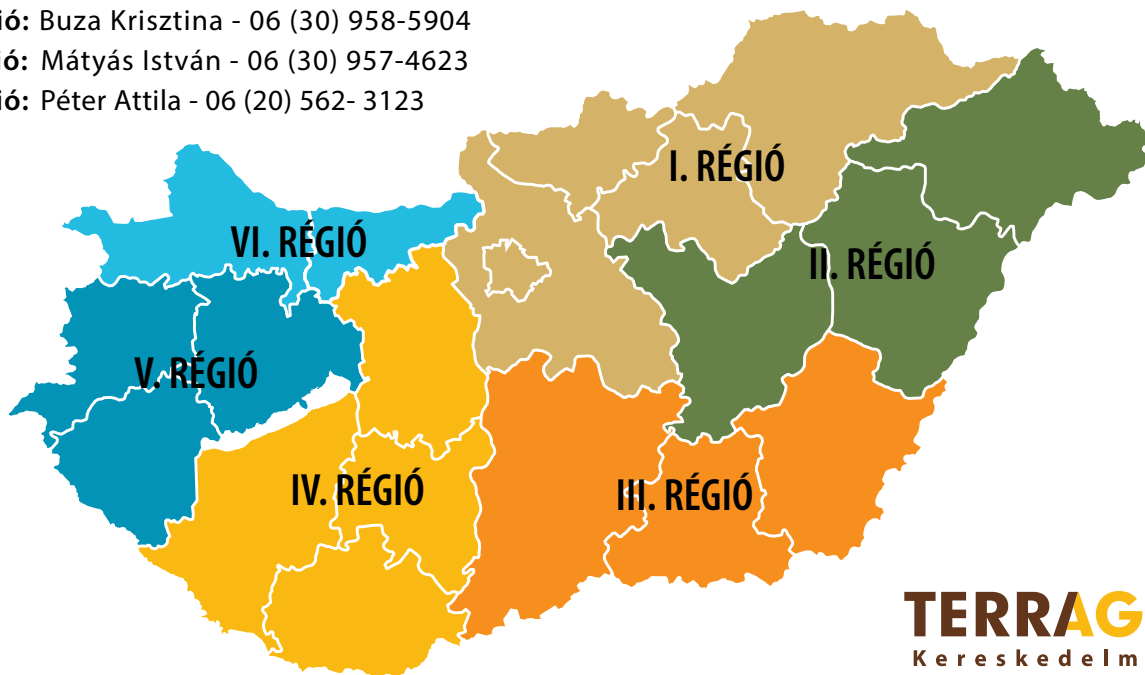 ió: Buza Krisztina - 06 (30) 958-5904
ió: Mátyás István - 06 (30) 957-4623
ió: Péter Attila - 06 (20) 562- 3123
I. RÉGIÓ
VI. RÉGIÓ
II. RÉGIÓ
V. RÉGIÓ
IV. RÉGIÓ
III. RÉGIÓ
TERRAG
Kereskedelm